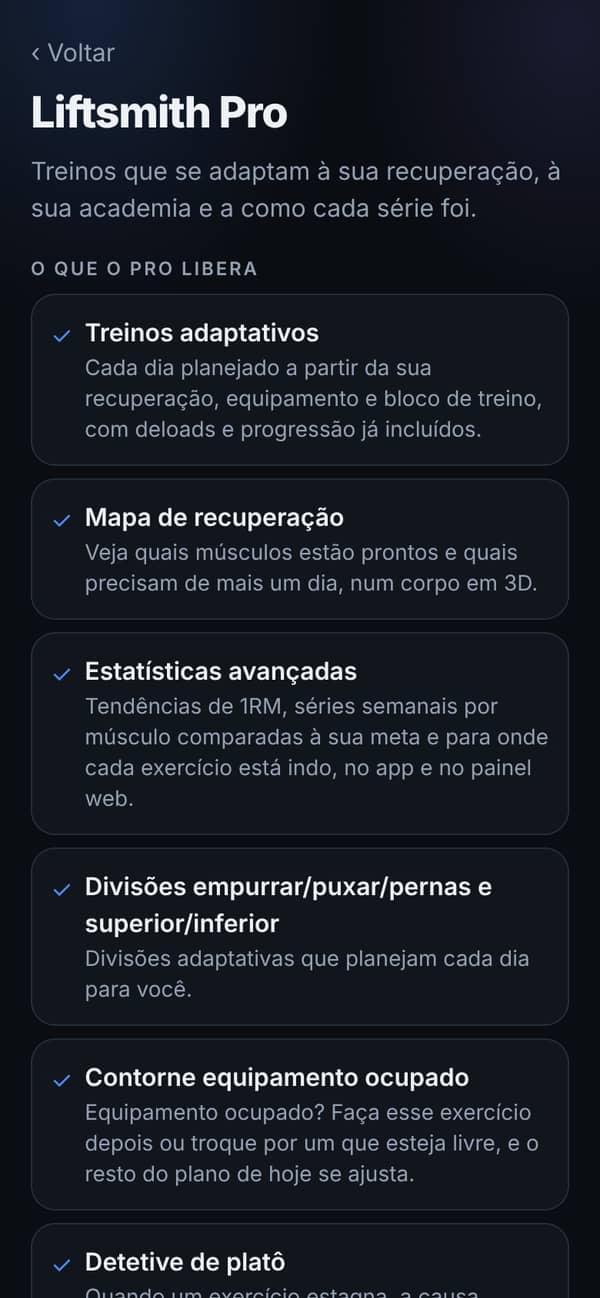 ‹ Voltar
Liftsmith Pro
Treinos que se adaptam à sua recuperação, à
sua academia e a como cada série foi.
O QUE O PRO LIBERA
Treinos adaptativos
Cada dia planejado a partir da sua
recuperação, equipamento e bloco de treino,
com deloads e progressão já incluídos.
Mapa de recuperação
Veja quais músculos estão prontos e quais
precisam de mais um dia, num corpo em 3D.
Estatísticas avançadas
Tendências de 1RM, séries semanais por
músculo comparadas à sua meta e para onde
cada exercício está indo, no app e no painel
web.
Divisões empurrar/puxar/pernas e
superior/inferior
Divisões adaptativas que planejam cada dia
para você.
Contorne equipamento ocupado
Equipamento ocupado? Faça esse exercício
depois ou troque por um que esteja livre, e o
resto do plano de hoje se ajusta.
Detetive de platô
Quando um exercício estagna, a causa